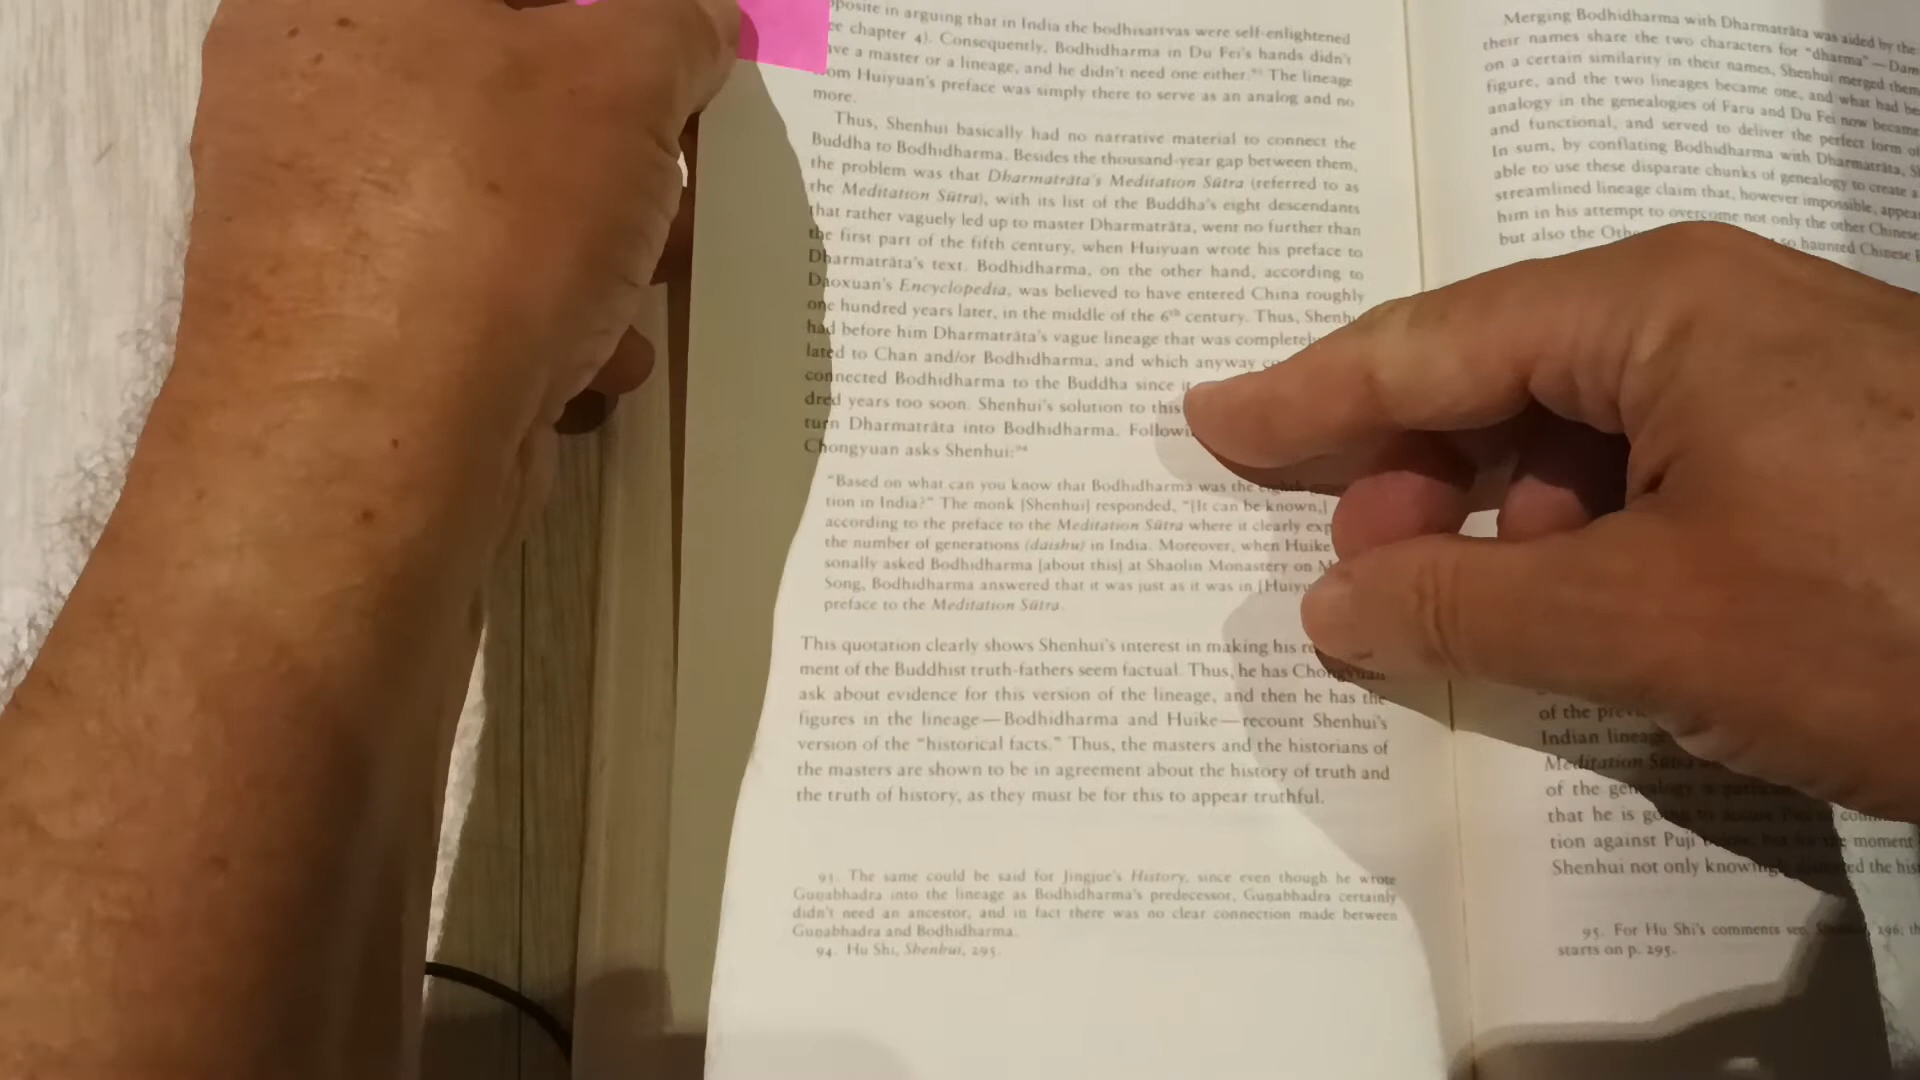 in arguing that in India the bodhisattvas were self-enlightened
chapter 4). Consequently, Bodhidharma in Du Fei's hands didn't
a master or a lineage, and he didn't need one either.⁹³ The lineage
Huiyuan's preface was simply there to serve as an analog and no
more.
Thus, Shenhui basically had no narrative material to connect the
Buddha to Bodhidharma. Besides the thousand-year gap between them,
the problem was that Dharmatrāta's Meditation Sūtra (referred to as
the Meditation Sūtra), with its list of the Buddha's eight descendants
that rather vaguely led up to master Dharmatrāta, went no further than
the first part of the fifth century, when Huiyuan wrote his preface to
Dharmatrāta's text. Bodhidharma, on the other hand, according to
Daoxuan's Encyclopedia, was believed to have entered China roughly
one hundred years later, in the middle of the 6th century. Thus,
had before him Dharmatrāta's vague lineage that was
lated to Chan and/or Bodhidharma, and which anyway
connected Bodhidharma to the Buddha since
dred years too soon. Shenhui's solution to this
turn Dharmatrāta into Bodhidharma.
Chongyuan asks Shenhui:⁹⁴
"Based on what can you know that Bodhidharma was the
tion in India?" The monk [Shenhui] responded, "[It can be known,]
according to the preface to the Meditation Sūtra where it clearly
the number of generations (daishu) in India. Moreover, when Huike
sonally asked Bodhidharma [about this] at Shaolin Monastery on
Song, Bodhidharma answered that it was just as it was in
preface to the Meditation Sūtra.
This quotation clearly shows Shenhui's interest in making his
ment of the Buddhist truth-fathers seem factual. Thus, he has Chongyuan
ask about evidence for this version of the lineage, and then he has the
figures in the lineage—Bodhidharma and Huike—recount Shenhui's
version of the "historical facts." Thus, the masters and the historians of
the masters are shown to be in agreement about the history of truth and
the truth of history, as they must be for this to appear truthful.
93. The same could be said for Jingjue's History, since even though he wrote
Guṇabhadra into the lineage as Bodhidharma's predecessor, Guṇabhadra certainly
didn't need an ancestor, and in fact there was no clear connection made between
Guṇabhadra and Bodhidharma.
94. Hu Shi, Shenhui, 295.
Merging Bodhidharma with Dharmatrāta was aided by the
their names share the two characters for "dharma"—
on a certain similarity in their names, Shenhui merged them
figure, and the two lineages became one, and what had
analogy in the genealogies of Faru and Du Fei now became
and functional, and served to deliver the perfect form
In sum, by conflating Bodhidharma with Dharmatrāta,
able to use these disparate chunks of genealogy to create a
streamlined lineage claim that, however impossible,
him in his attempt to overcome not only the other Chinese
but also the so haunted Chinese
of the
Indian
Meditation Sūtra
of the
that he is
tion against Puji moment
Shenhui not only the
95. For Hu Shi's comments see 296;
starts on p. 295.